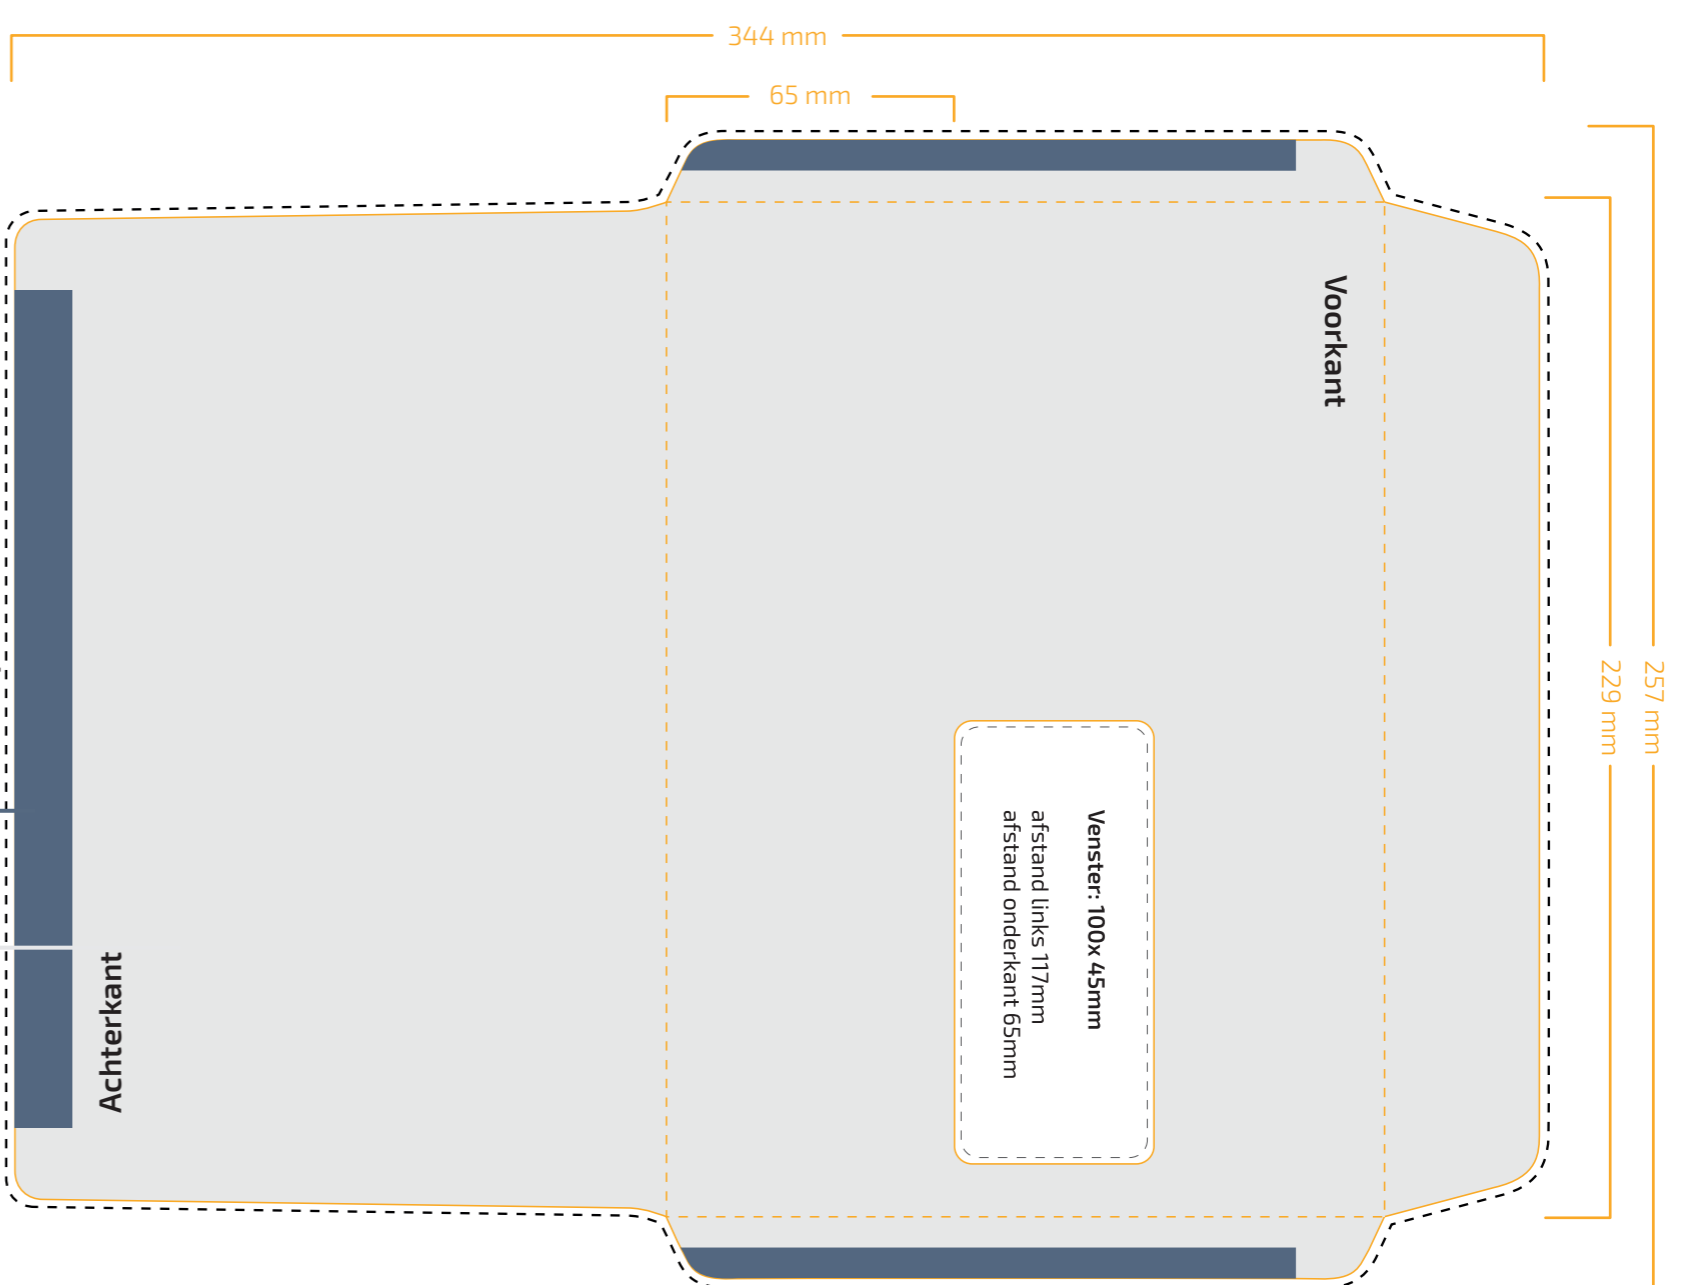 344 mm
65 mm
Voorkant
229 mm
257 mm
Venster: 100x 45mm
afstand links 117mm
afstand onderkant 65mm
Achterkant